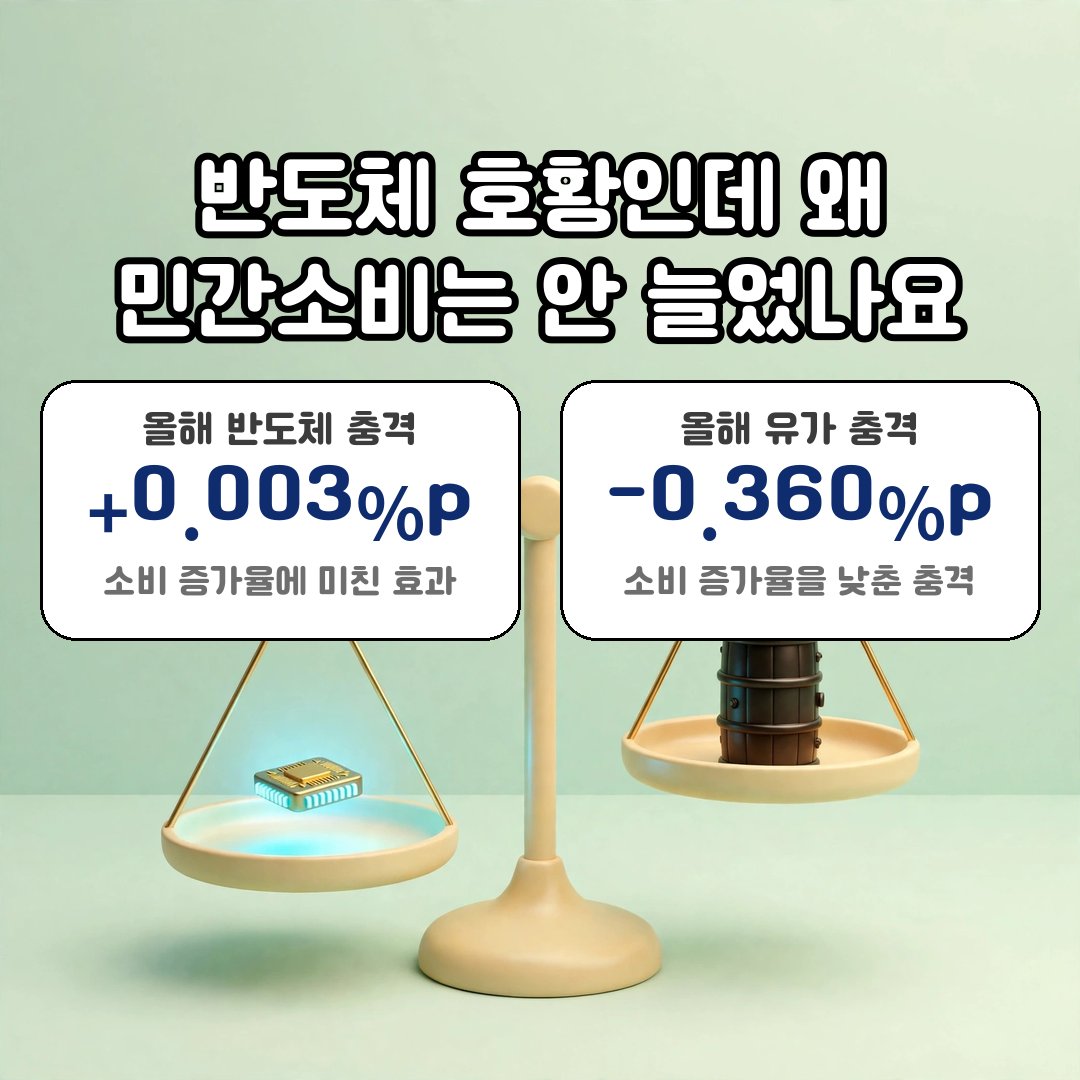 반도체 호황인데 왜
민간소비는 안 늘었나요
올해 반도체 충격
+0.003%p
소비 증가율에 미친 효과
올해 유가 충격
-0.360%p
소비 증가율을 낮춘 충격